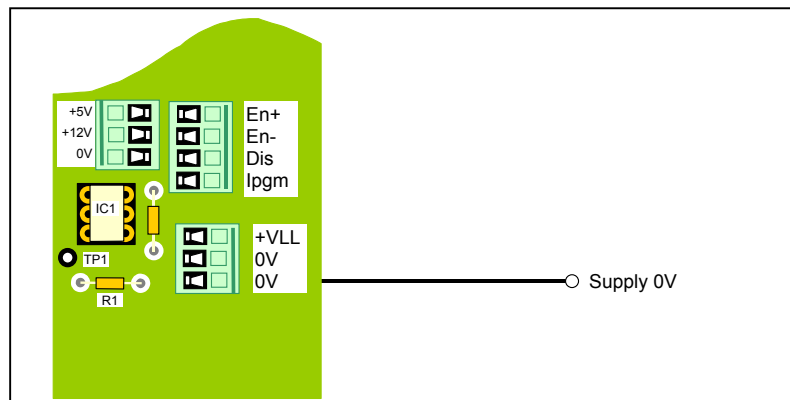 +5V
+12V
0V
En+
En-
Dis
Ipgm
IC1
TP1
R1
+VLL
0V
0V
Supply 0V